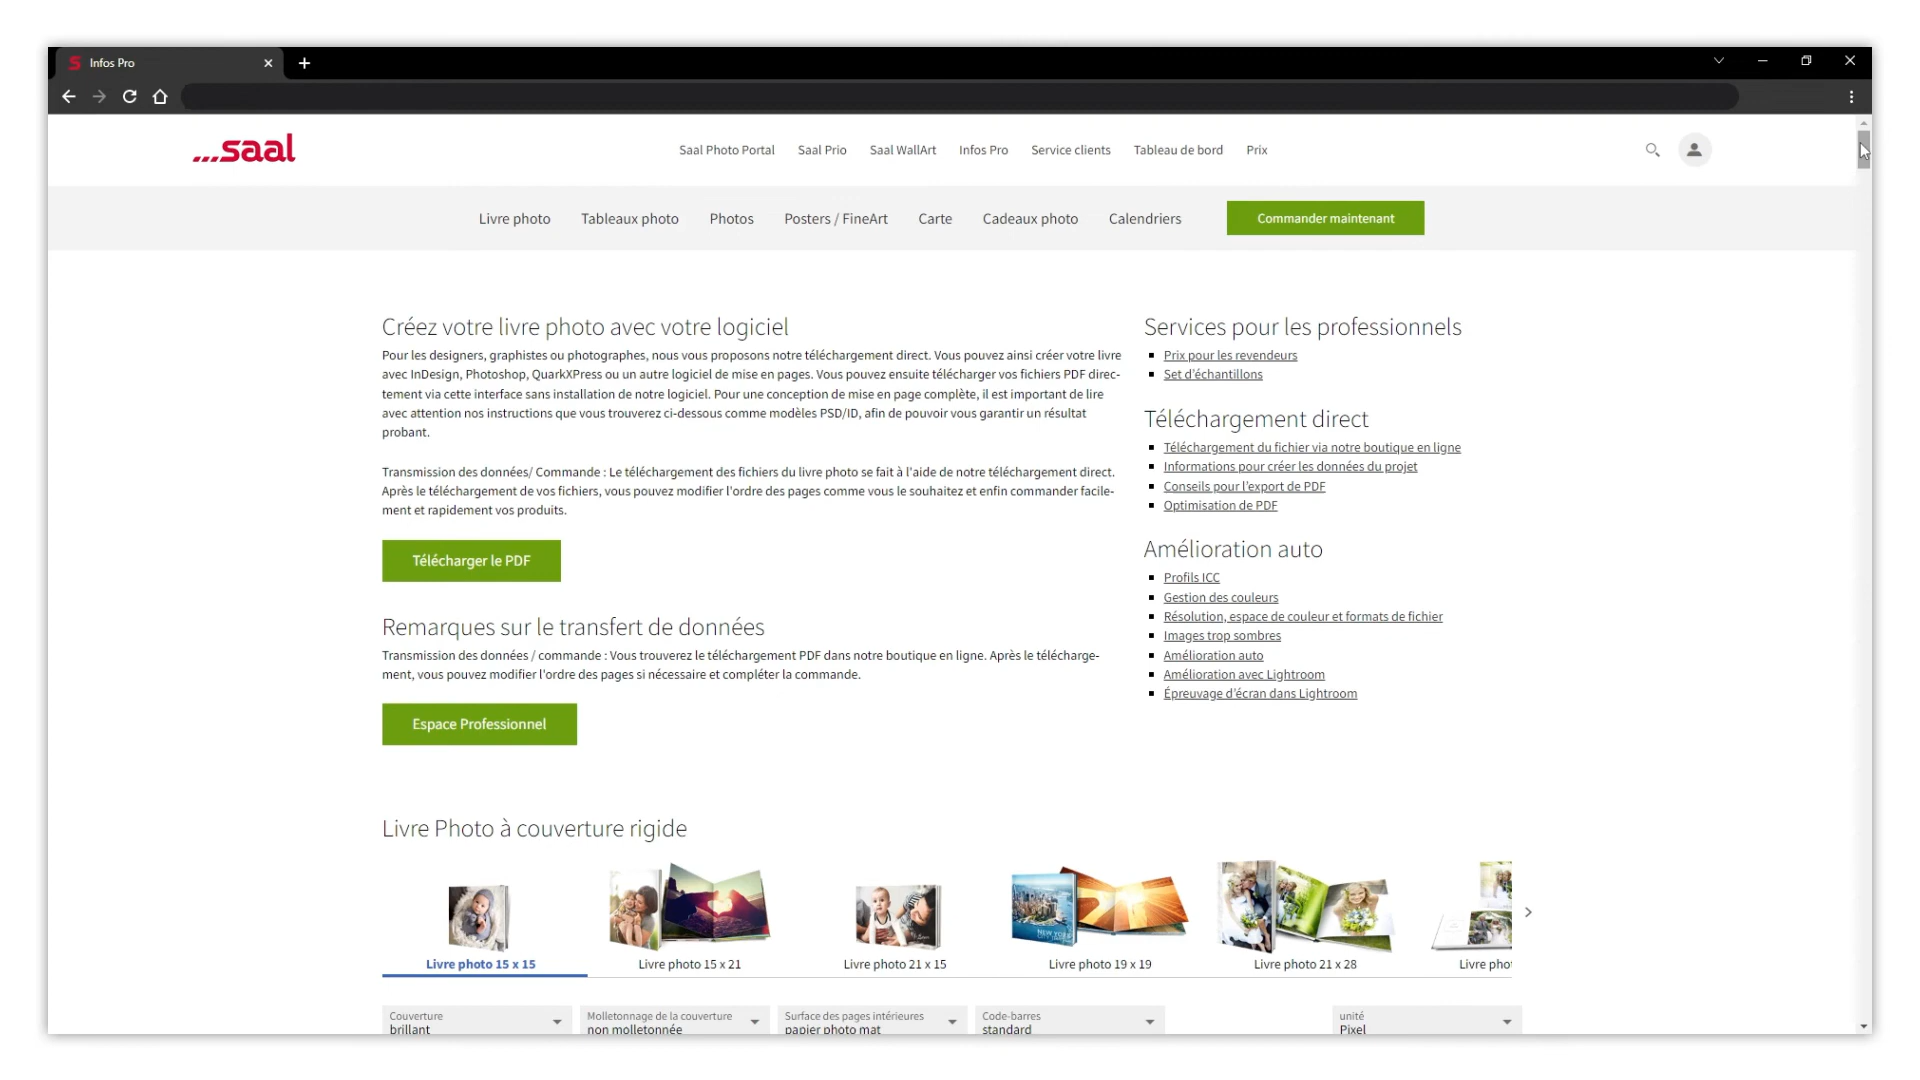 Infos Pro
...saal
Saal Photo Portal Saal Prio Saal WallArt Infos Pro Service clients Tableau de bord Prix
Livre photo Tableaux photo Photos Posters / FineArt Carte Cadeaux photo Calendriers Commander maintenant
Créez votre livre photo avec votre logiciel
Pour les designers, graphistes ou photographes, nous vous proposons notre téléchargement direct. Vous pouvez ainsi créer votre livre
avec InDesign, Photoshop, QuarkXPress ou un autre logiciel de mise en pages. Vous pouvez ensuite télécharger vos fichiers PDF direc-
tement via cette interface sans installation de notre logiciel. Pour une conception de mise en page complète, il est important de lire
avec attention nos instructions que vous trouverez ci-dessous comme modèles PSD/ID, afin de pouvoir vous garantir un résultat
probant.
Transmission des données/ Commande : Le téléchargement des fichiers du livre photo se fait à l'aide de notre téléchargement direct.
Après le téléchargement de vos fichiers, vous pouvez modifier l'ordre des pages comme vous le souhaitez et enfin commander facile-
ment et rapidement vos produits.
Télécharger le PDF
Remarques sur le transfert de données
Transmission des données / commande : Vous trouverez le téléchargement PDF dans notre boutique en ligne. Après le télécharge-
ment, vous pouvez modifier l'ordre des pages si nécessaire et compléter la commande.
Espace Professionnel
Services pour les professionnels
Prix pour les revendeurs
Set d'échantillons
Téléchargement direct
Téléchargement du fichier via notre boutique en ligne
Informations pour créer les données du projet
Conseils pour l'export de PDF
Optimisation de PDF
Amélioration auto
Profils ICC
Gestion des couleurs
Résolution, espace de couleur et formats de fichier
Images trop sombres
Amélioration auto
Amélioration avec Lightroom
Épreuvage d'écran dans Lightroom
Livre Photo à couverture rigide
NEW YORK
Livre photo 15 x 15 Livre photo 15 x 21 Livre photo 21 x 15 Livre photo 19 x 19 Livre photo 21 x 28 Livre pho
Couverture Molletonnage de la couverture Surface des pages intérieures Code-barres unité
brillant non molletonnée papier photo mat standard Pixel